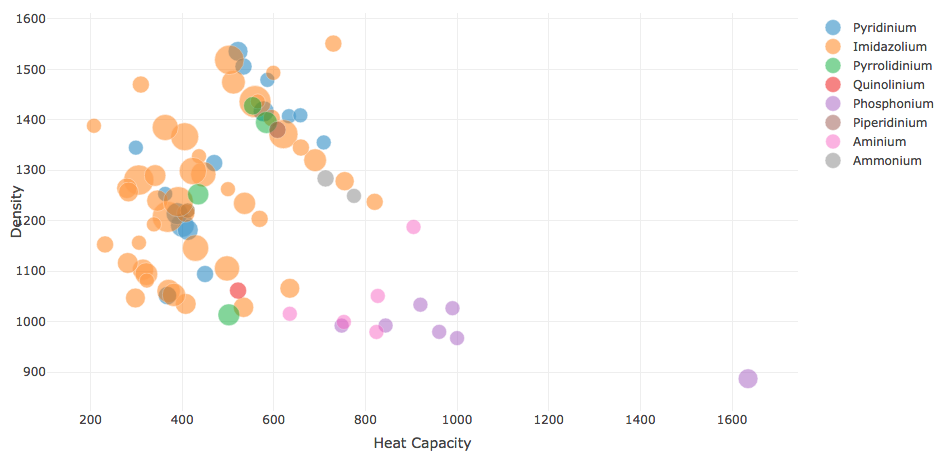 1600
1500
1400
1300
1200
1100
1000
900
Density
200 400 600 800 1000 1200 1400 1600
Heat Capacity
Pyridinium
Imidazolium
Pyrrolidinium
Quinolinium
Phosphonium
Piperidinium
Aminium
Ammonium